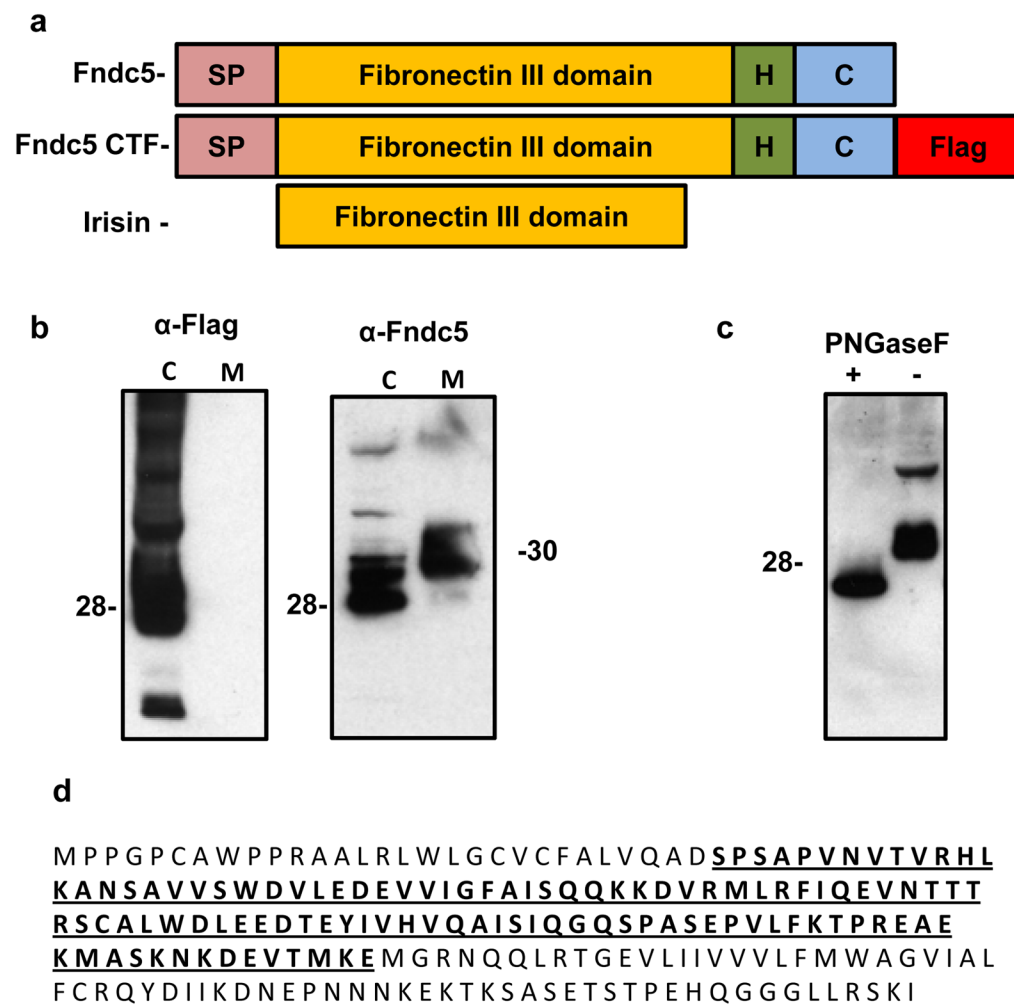 a
Fndc5- SP Fibronectin III domain H C
Fndc5 CTF- SP Fibronectin III domain H C Flag
Irisin - Fibronectin III domain
b
α-Flag
C M
28-
α-Fndc5
C M
28-
-30
c
PNGaseF
+ -
28-
d
M P P G P C A W P P R A A L R L W L G C V C F A L V Q A D S P S A P V N V T V R H L
K A N S A V V S W D V L E D E V V I G F A I S Q Q K K D V R M L R F I Q E V N T T T
R S C A L W D L E E D T E Y I V H V Q A I S I Q G Q S P A S E P V L F K T P R E A E
K M A S K N K D E V T M K E M G R N Q Q L R T G E V L I I V V V L F M W A G V I A L
F C R Q Y D I I K D N E P N N N K E K T K S A S E T S T P E H Q G G G L L R S K I